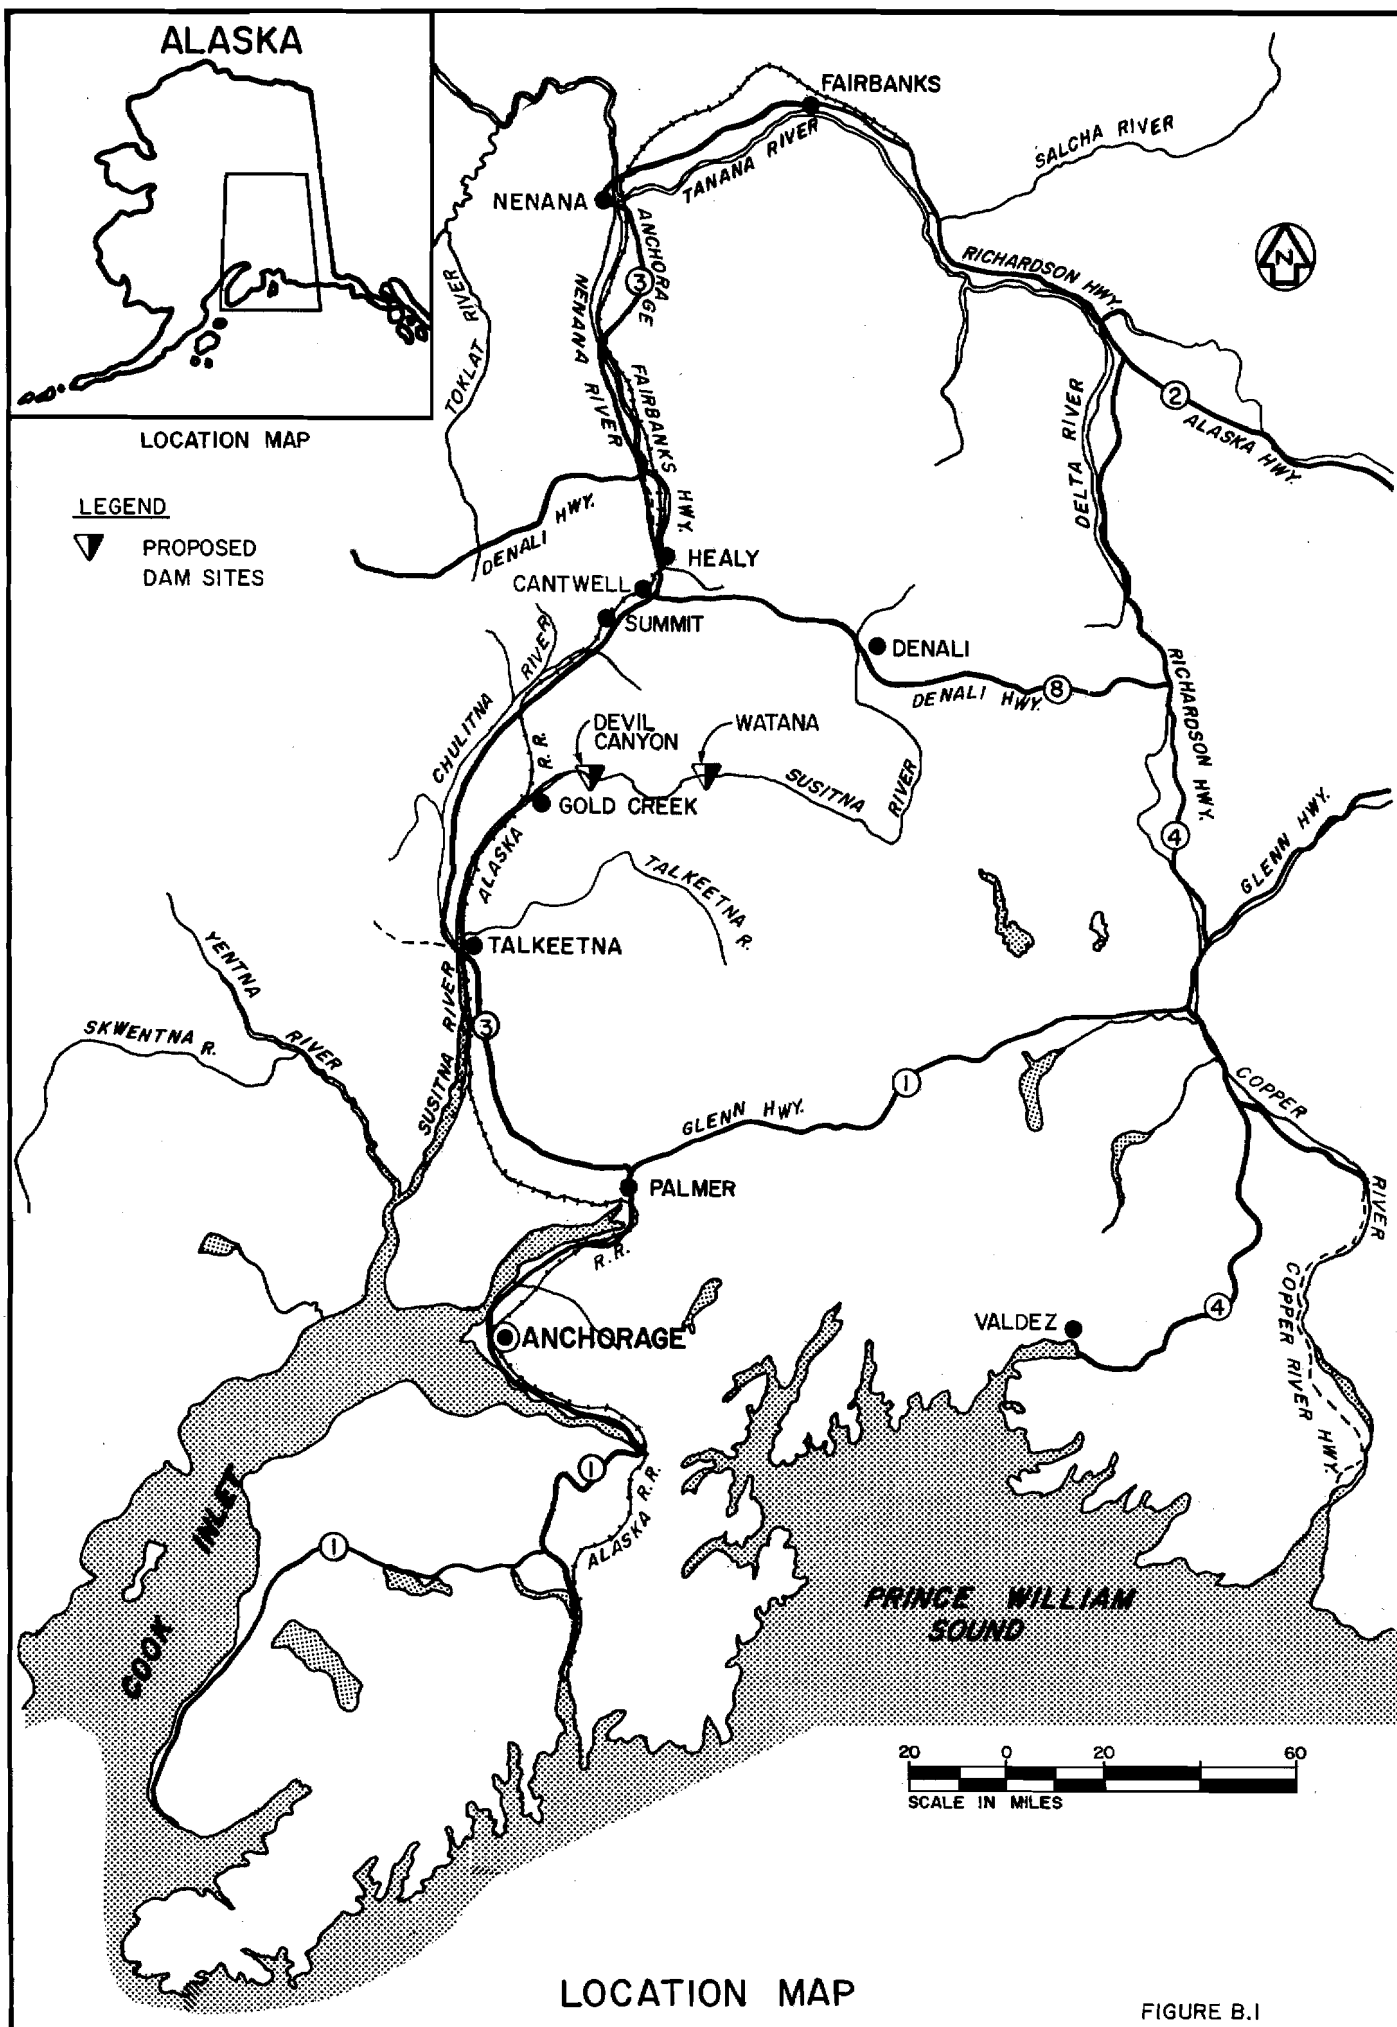 ALASKA
LOCATION MAP
LEGEND
PROPOSED
DAM SITES
FAIRBANKS
SALCHA RIVER
TANANA RIVER
NENANA
N
ANCHORAGE
3
RICHARDSON HWY.
TOKLAT RIVER
NENANA RIVER
FAIRBANKS HWY.
2
ALASKA HWY.
DELTA RIVER
DENALI HWY.
HEALY
CANTWELL
SUMMIT
DENALI
DENALI HWY.
8
RICHARDSON HWY.
CHULITNA RIVER
DEVIL
CANYON
WATANA
R. R.
SUSITNA RIVER
GOLD CREEK
ALASKA
4
GLENN HWY.
TALKEETNA R.
TALKEETNA
YENTNA RIVER
SKWENTNA R.
SUSITNA RIVER
3
1
GLENN HWY.
COPPER RIVER
PALMER
R. R.
COPPER RIVER HWY.
4
VALDEZ
ANCHORAGE
1
ALASKA R.R.
COOK INLET
1
PRINCE WILLIAM
SOUND
20 0 20 60
SCALE IN MILES
LOCATION MAP
FIGURE B.1